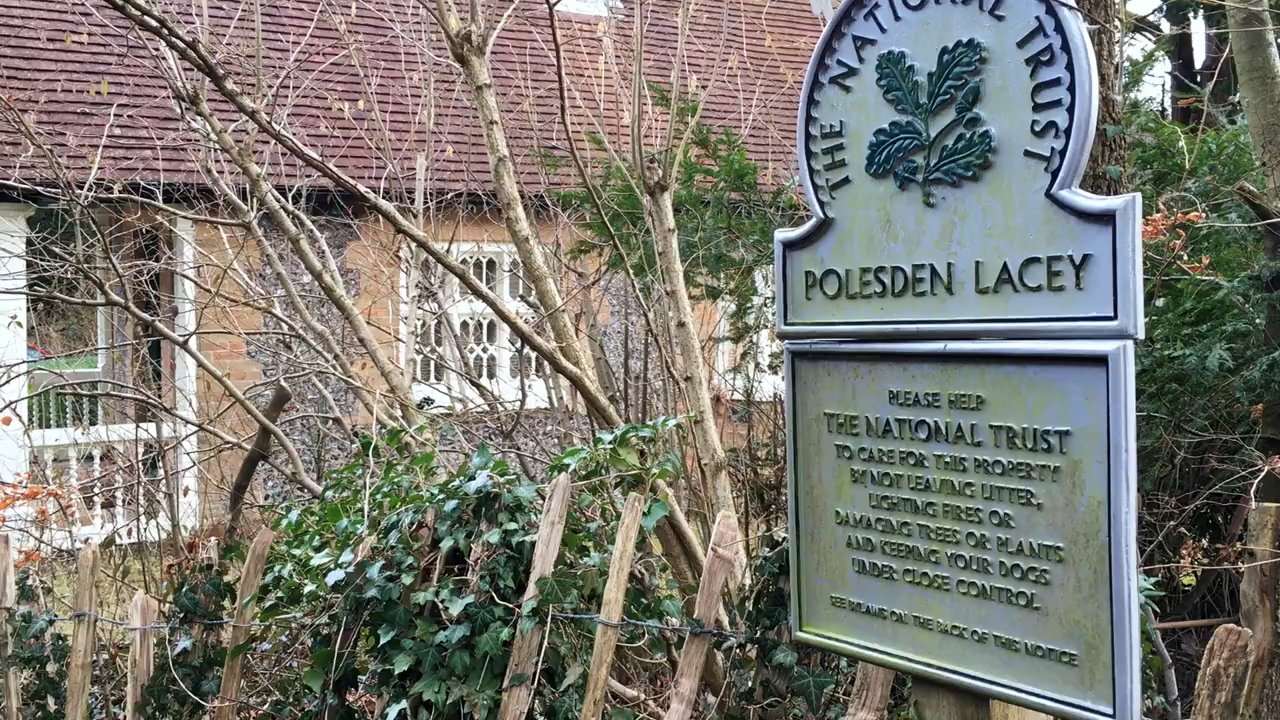 THE NATIONAL TRUST
POLESDEN LACEY
PLEASE HELP
THE NATIONAL TRUST
TO CARE FOR THIS PROPERTY
BY NOT LEAVING LITTER,
LIGHTING FIRES OR
DAMAGING TREES OR PLANTS
AND KEEPING YOUR DOGS
UNDER CLOSE CONTROL
SEE BYLAWS ON THE BACK OF THIS NOTICE